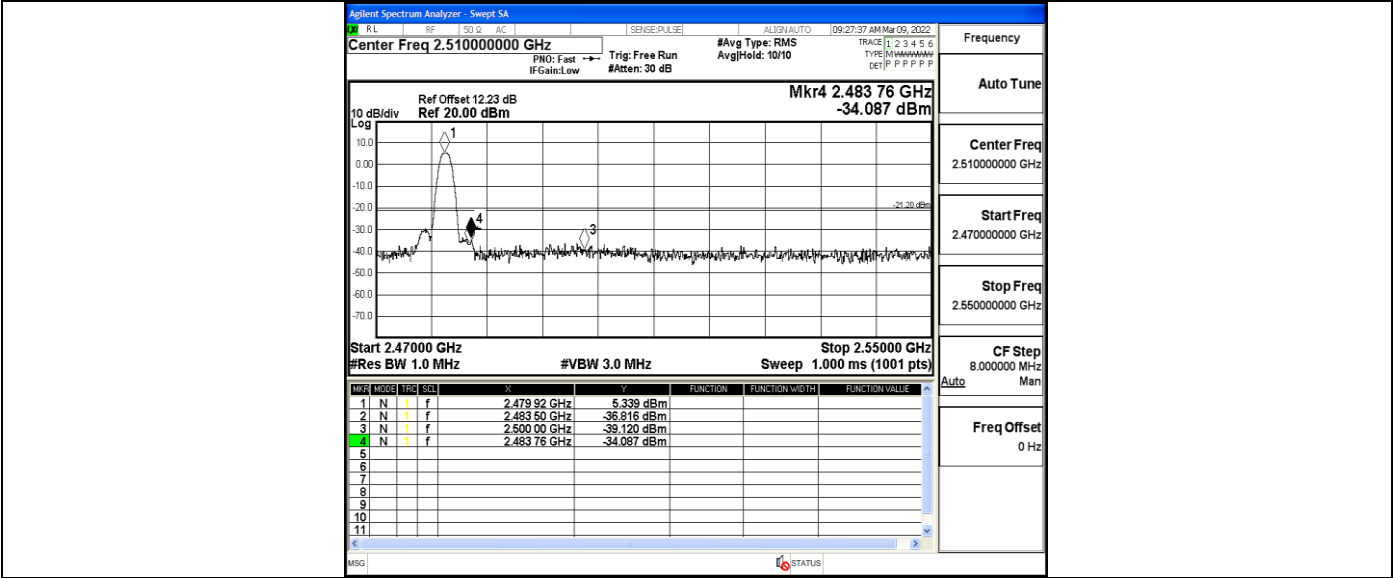 Agilent Spectrum Analyzer - Swept SA
RL RF 50 Ω AC SENSE:PULSE ALIGN AUTO 09:27:37 AM Mar 09, 2022
Center Freq 2.510000000 GHz
PNO: Fast
IFGain:Low
Trig: Free Run
#Atten: 30 dB
#Avg Type: RMS
Avg|Hold: 10/10
TRACE 1 2 3 4 5 6
TYPE
DET P P P P P P
Mkr4 2.483 76 GHz
-34.087 dBm
Ref Offset 12.23 dB
10 dB/div Ref 20.00 dBm
Log
10.0
0.00
-10.0
-20.0
-30.0
-40.0
-50.0
-60.0
-70.0
1
4
3
-21.20 dBm
Start 2.47000 GHz Stop 2.55000 GHz
#Res BW 1.0 MHz #VBW 3.0 MHz Sweep 1.000 ms (1001 pts)
MKR MODE TRC SCL X Y FUNCTION FUNCTION WIDTH FUNCTION VALUE
1 N 1 f 2.479 92 GHz 5.339 dBm
2 N 1 f 2.483 50 GHz -36.816 dBm
3 N 1 f 2.500 00 GHz -39.120 dBm
4 N 1 f 2.483 76 GHz -34.087 dBm
5
6
7
8
9
10
11
MSG STATUS
Frequency
Auto Tune
Center Freq
2.510000000 GHz
Start Freq
2.470000000 GHz
Stop Freq
2.550000000 GHz
CF Step
8.000000 MHz
Auto Man
Freq Offset
0 Hz